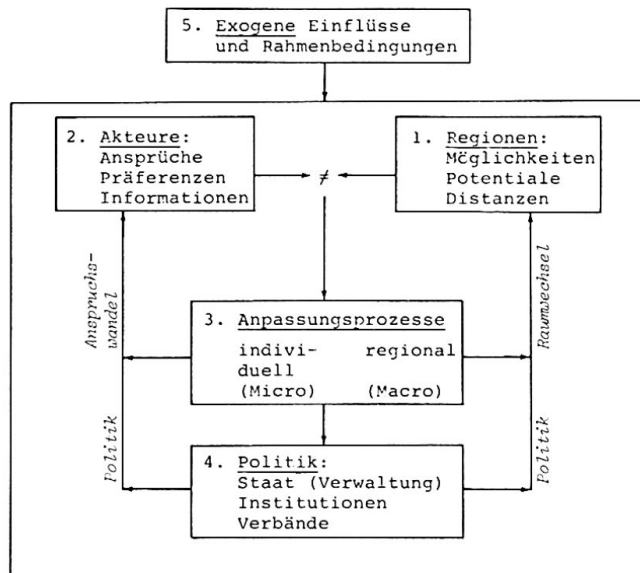 5. Exogene Einflüsse
und Rahmenbedingungen
2. Akteure:
Ansprüche
Präferenzen
Informationen
≠
1. Regionen:
Möglichkeiten
Potentiale
Distanzen
Anspruchs-
wandel
Raumwechsel
3. Anpassungsprozesse
indivi- regional
duell
(Micro) (Macro)
Politik
Politik
4. Politik:
Staat (Verwaltung)
Institutionen
Verbände